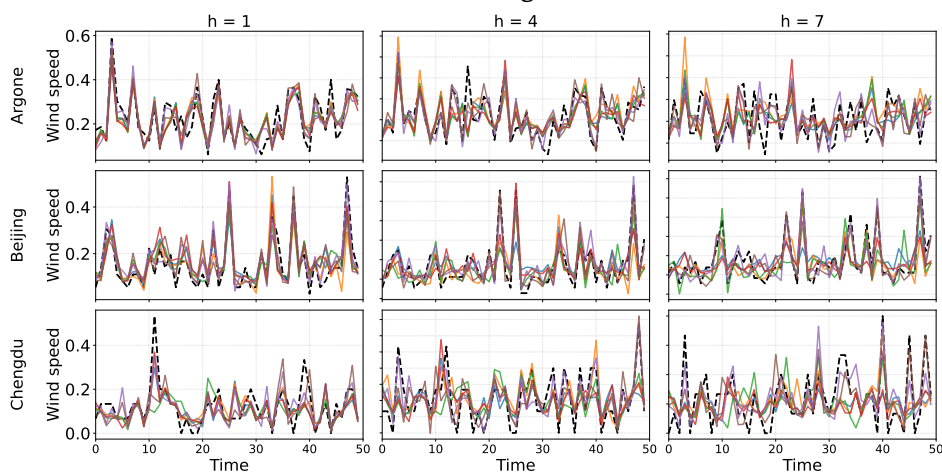 h = 1 h = 4 h = 7
Argone Wind speed 0.6 0.4 0.2
Beijing Wind speed 0.4 0.2
Chengdu Wind speed 0.4 0.2 0.0
0 10 20 30 40 50 0 10 20 30 40 50 0 10 20 30 40 50
Time Time Time